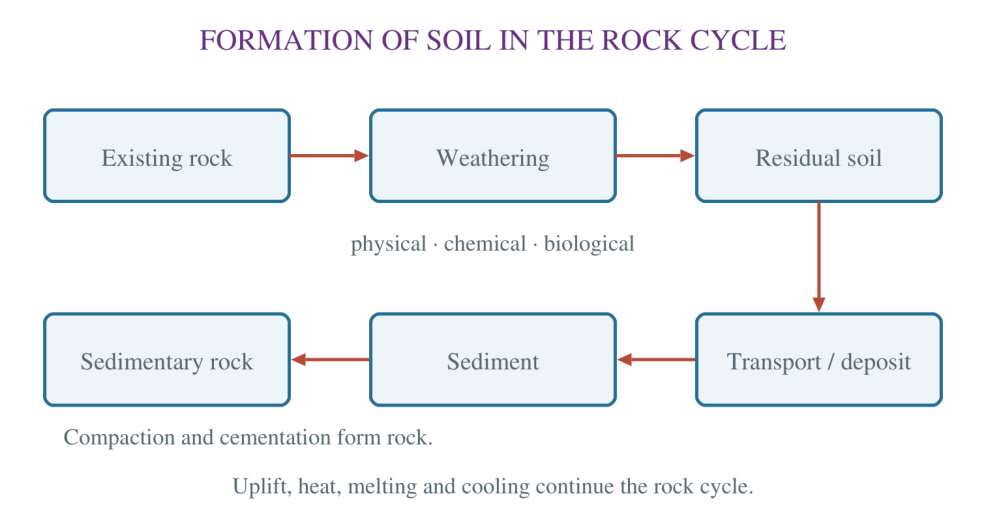 FORMATION OF SOIL IN THE ROCK CYCLE
Existing rock
Weathering
Residual soil
physical · chemical · biological
Sedimentary rock
Sediment
Transport / deposit
Compaction and cementation form rock.
Uplift, heat, melting and cooling continue the rock cycle.